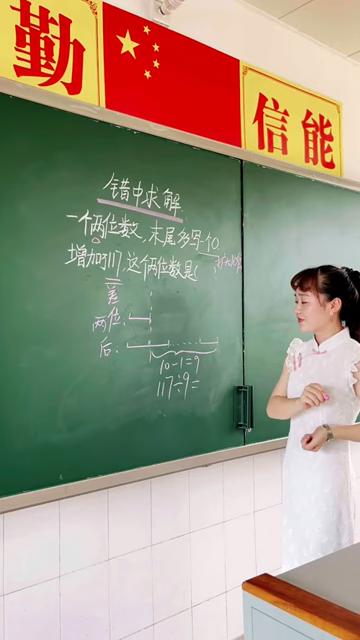 勤
信
能
错中求解
一个两位数，末尾多写一个0.
增加了117,这个两位数是(
差
两位.
后.
10-1=9
117÷9=